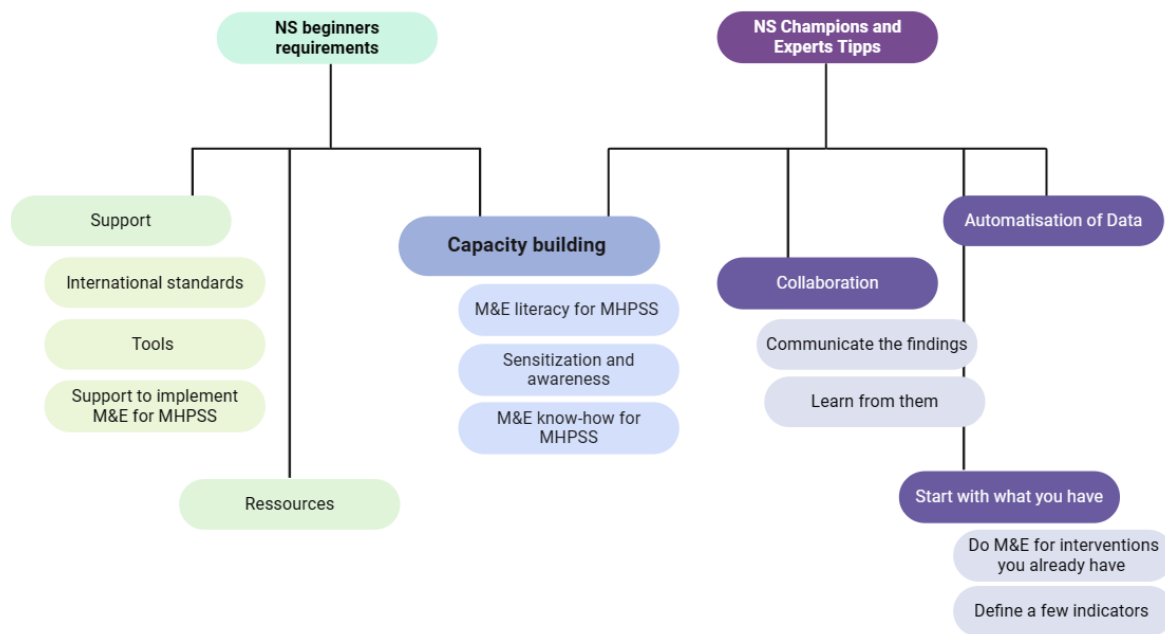 NS beginners
requirements
NS Champions and
Experts Tipps
Support
International standards
Tools
Support to implement
M&E for MHPSS
Ressources
Capacity building
M&E literacy for MHPSS
Sensitization and
awareness
M&E know-how for
MHPSS
Collaboration
Communicate the findings
Learn from them
Automatisation of Data
Start with what you have
Do M&E for interventions
you already have
Define a few indicators